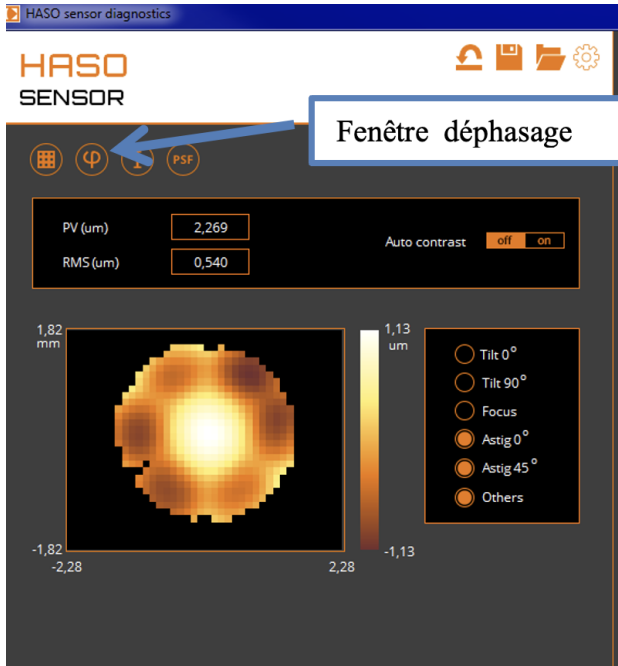 HASO sensor diagnostics
HASO
SENSOR
Fenêtre déphasage
φ
PSF
PV (um)
2,269
RMS (um)
0,540
Auto contrast
off on
1,82
mm
1,13
um
-1,82
-2,28
2,28
-1,13
Tilt 0°
Tilt 90°
Focus
Astig 0°
Astig 45°
Others